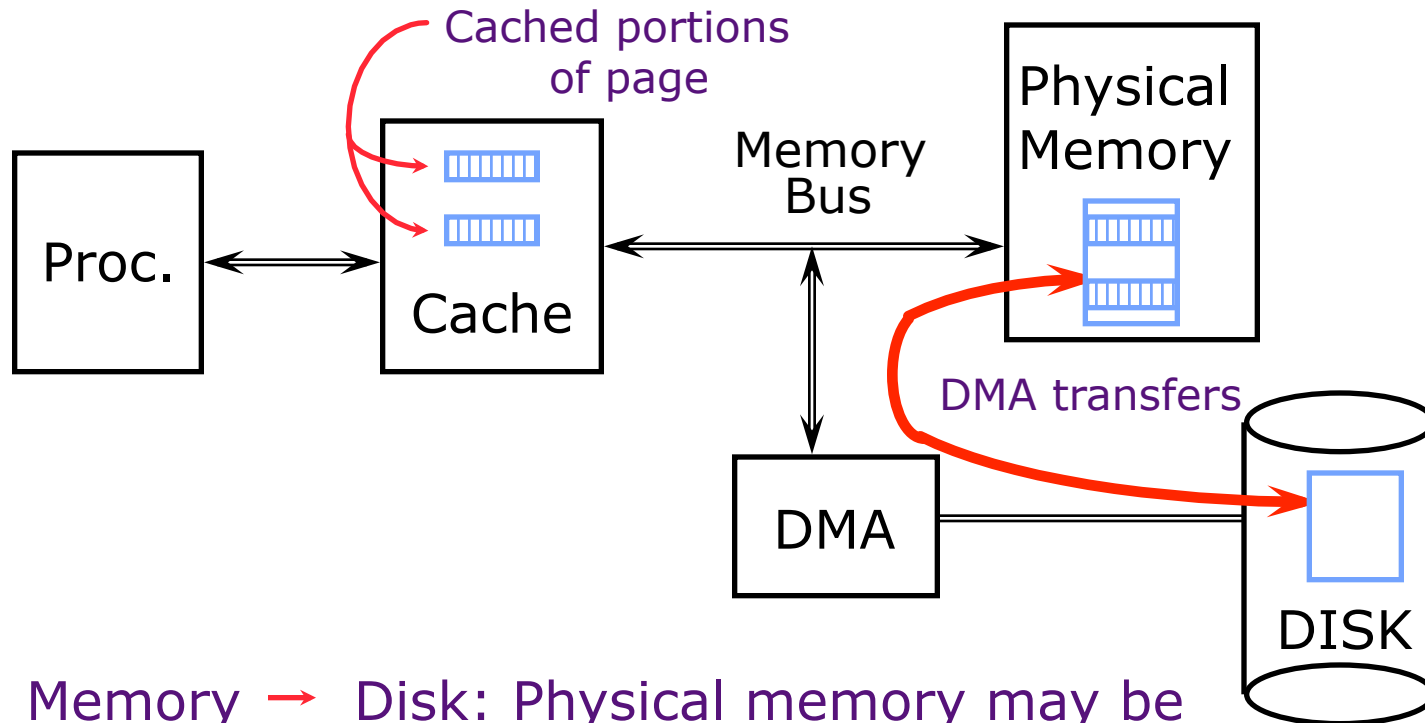 Cached portions
of page
Physical
Memory
Memory
Bus
Proc.
Cache
DMA transfers
DMA
DISK
Memory → Disk: Physical memory may be